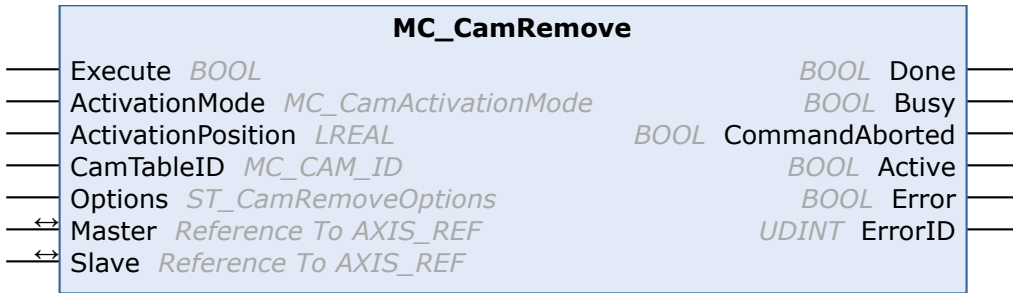 MC_CamRemove
Execute BOOL BOOL Done
ActivationMode MC_CamActivationMode BOOL Busy
ActivationPosition LREAL BOOL CommandAborted
CamTableID MC_CAM_ID BOOL Active
Options ST_CamRemoveOptions BOOL Error
↔ Master Reference To AXIS_REF UDINT ErrorID
↔ Slave Reference To AXIS_REF